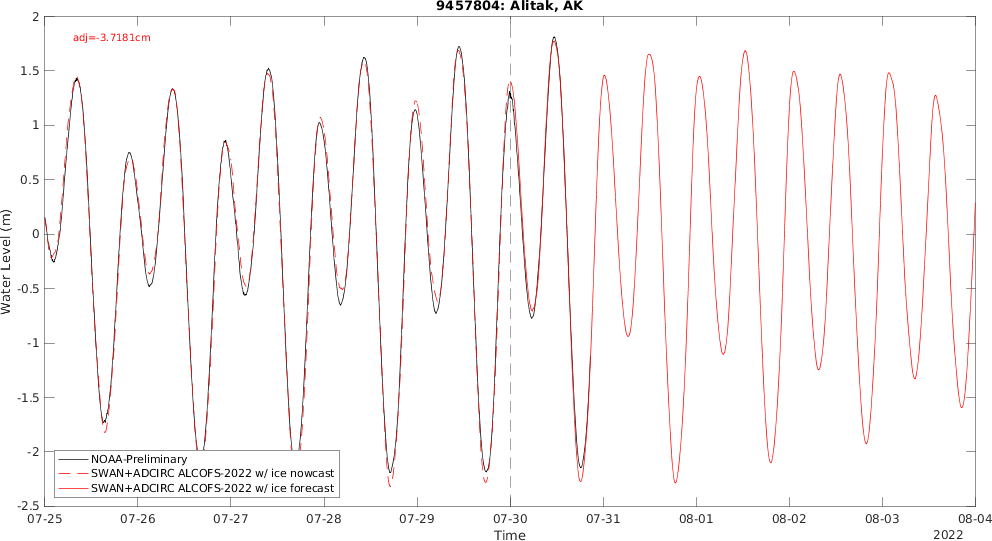 9457804: Alitak, AK
adj=-3.7181cm
2
1.5
1
0.5
0
-0.5
-1
-1.5
-2
-2.5
Water Level (m)
NOAA-Preliminary
SWAN+ADCIRC ALCOFS-2022 w/ ice nowcast
SWAN+ADCIRC ALCOFS-2022 w/ ice forecast
07-25 07-26 07-27 07-28 07-29 07-30 07-31 08-01 08-02 08-03 08-04
Time
2022